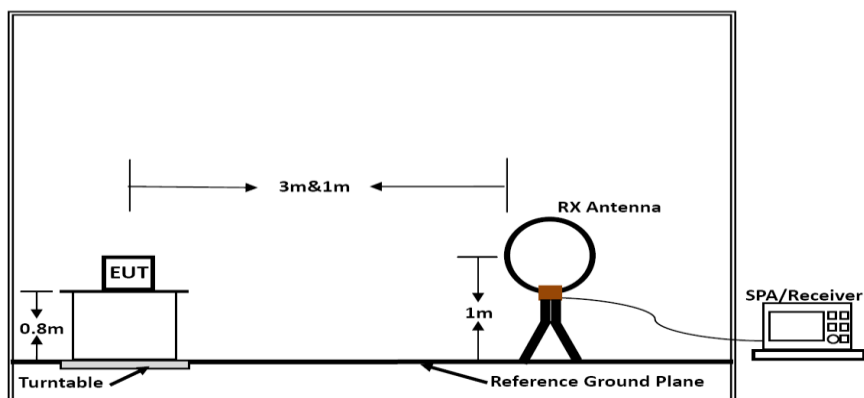 3m&1m
RX Antenna
EUT
SPA/Receiver
0.8m
1m
Turntable
Reference Ground Plane